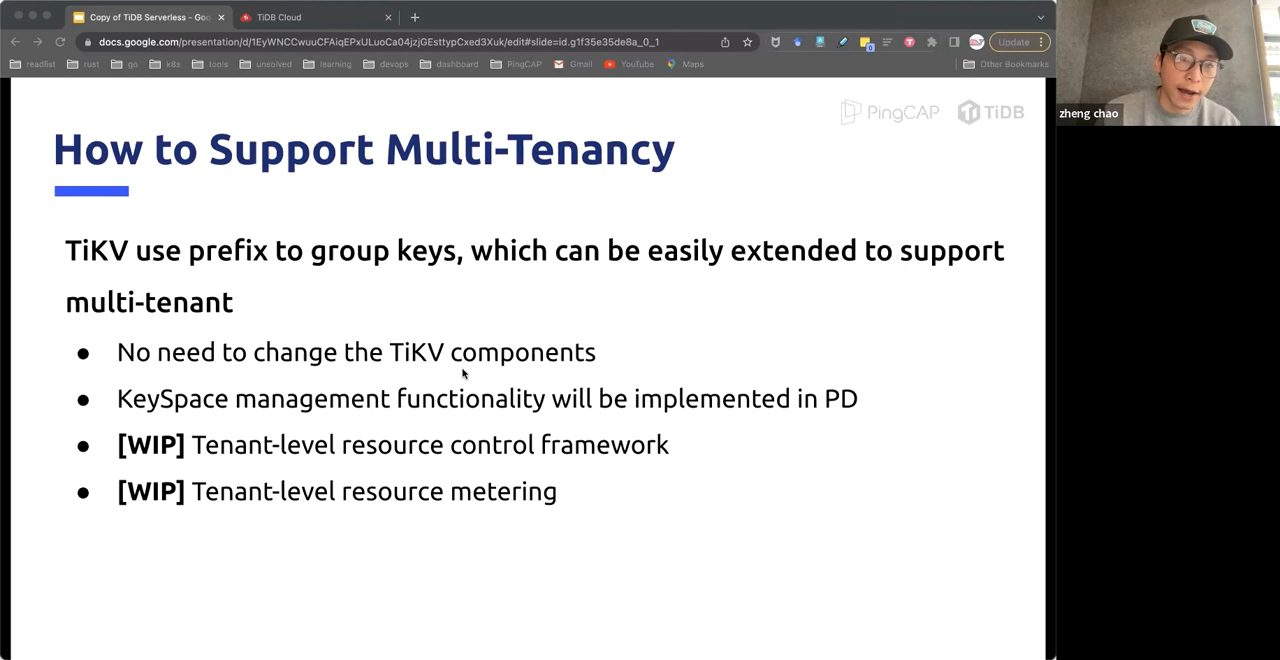 Copy of TiDB Serverless - Goo
TiDB Cloud
docs.google.com/presentation/d/1EyWNCCwuuCFAiqEPxULuoCa04jzjGEsttypCxed3Xuk/edit#slide=id.g1f35e35de8a_0_1
Update
readlist
rust
go
k8s
tools
unsolved
learning
devops
dashboard
PingCAP
Gmail
YouTube
Maps
Other Bookmarks
zheng chao
PingCAP
TiDB
How to Support Multi-Tenancy
TiKV use prefix to group keys, which can be easily extended to support
multi-tenant
● No need to change the TiKV components
● KeySpace management functionality will be implemented in PD
● [WIP] Tenant-level resource control framework
● [WIP] Tenant-level resource metering